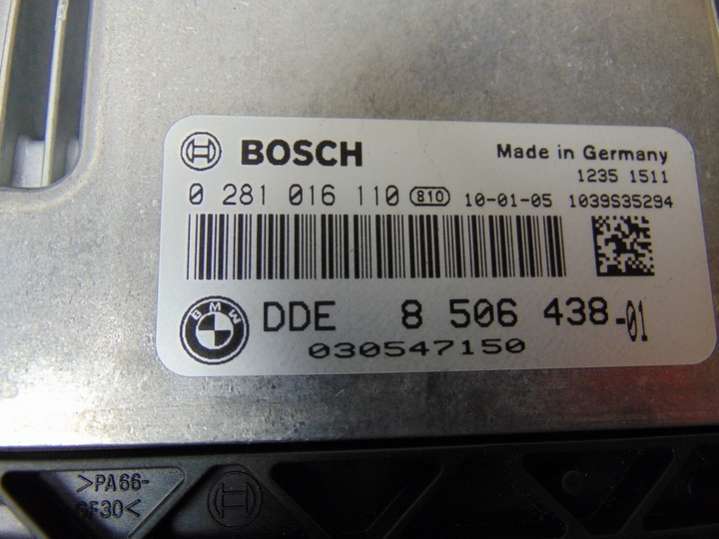 BOSCH Made in Germany
1235 1511
0 281 016 110 810 10-01-05 1039S35294
BMW DDE 8 506 438-01
030547150
>PA66-
GF30<